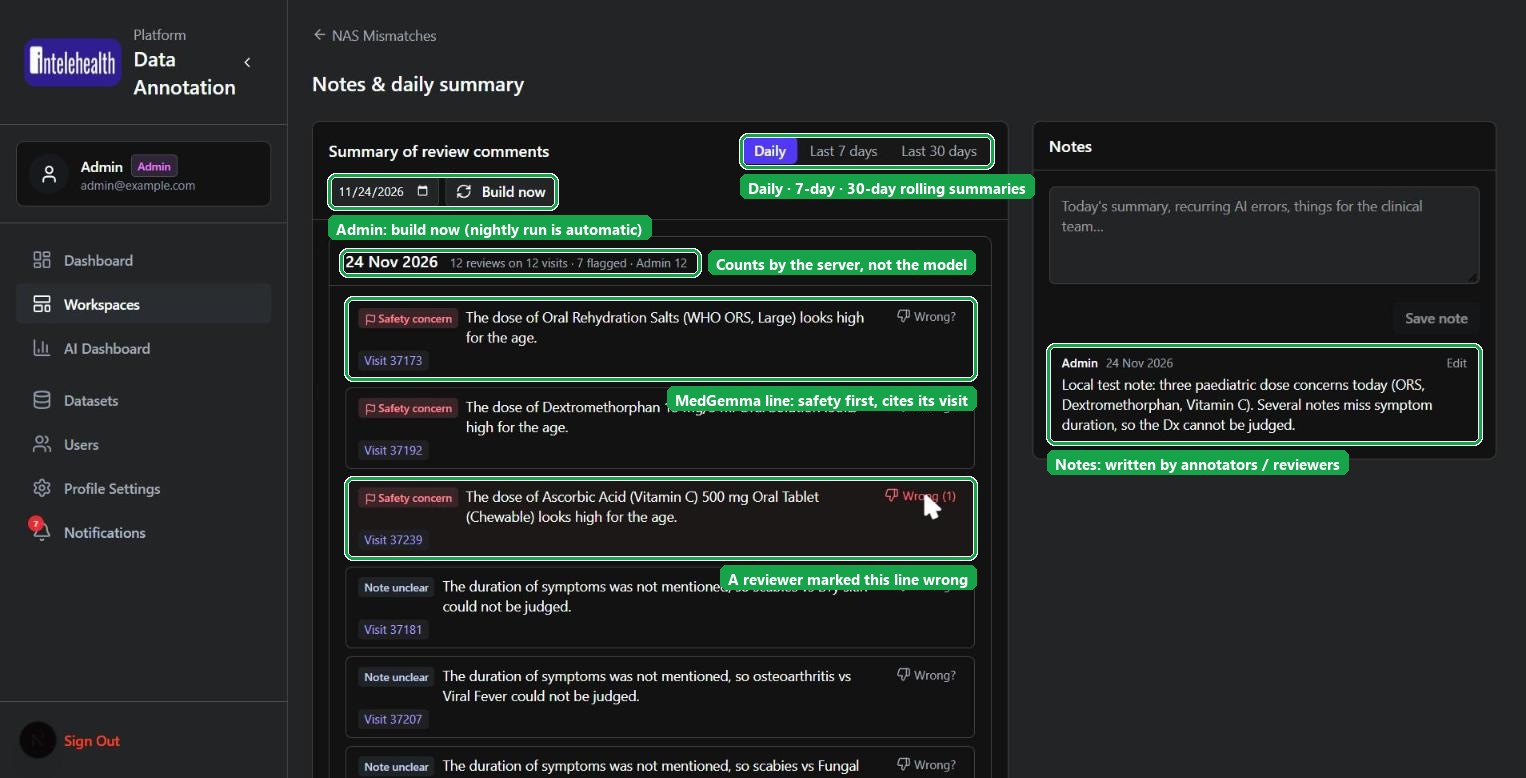 intelehealth
Platform
Data
Annotation
Admin Admin
admin@example.com
Dashboard
Workspaces
AI Dashboard
Datasets
Users
Profile Settings
7
Notifications
Sign Out
NAS Mismatches
Notes & daily summary
Summary of review comments
Daily Last 7 days Last 30 days
Daily · 7-day · 30-day rolling summaries
11/24/2026 Build now
Admin: build now (nightly run is automatic)
24 Nov 2026 12 reviews on 12 visits · 7 flagged · Admin 12
Counts by the server, not the model
Safety concern The dose of Oral Rehydration Salts (WHO ORS, Large) looks high Wrong?
for the age.
Visit 37173
MedGemma line: safety first, cites its visit
Safety concern The dose of Dextromethorphan
high for the age.
Visit 37192
Safety concern The dose of Ascorbic Acid (Vitamin C) 500 mg Oral Tablet Wrong (1)
(Chewable) looks high for the age.
Visit 37239
A reviewer marked this line wrong
Note unclear The duration of symptoms was not mentioned,
could not be judged.
Visit 37181
Note unclear The duration of symptoms was not mentioned, so osteoarthritis vs Wrong?
Viral Fever could not be judged.
Visit 37207
Note unclear The duration of symptoms was not mentioned, so scabies vs Fungal Wrong?
Notes
Today's summary, recurring AI errors, things for the clinical
team...
Save note
Admin 24 Nov 2026 Edit
Local test note: three paediatric dose concerns today (ORS,
Dextromethorphan, Vitamin C). Several notes miss symptom
duration, so the Dx cannot be judged.
Notes: written by annotators / reviewers